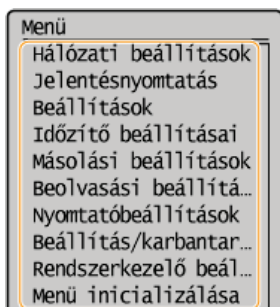 Menü
Hálózati beállítások
Jelentésnyomtatás
Beállítások
Időzítő beállításai
Másolási beállítások
Beolvasási beállítá...
Nyomtatóbeállítások
Beállítás/karbantar...
Rendszerkezelő beál...
Menü inicializálása